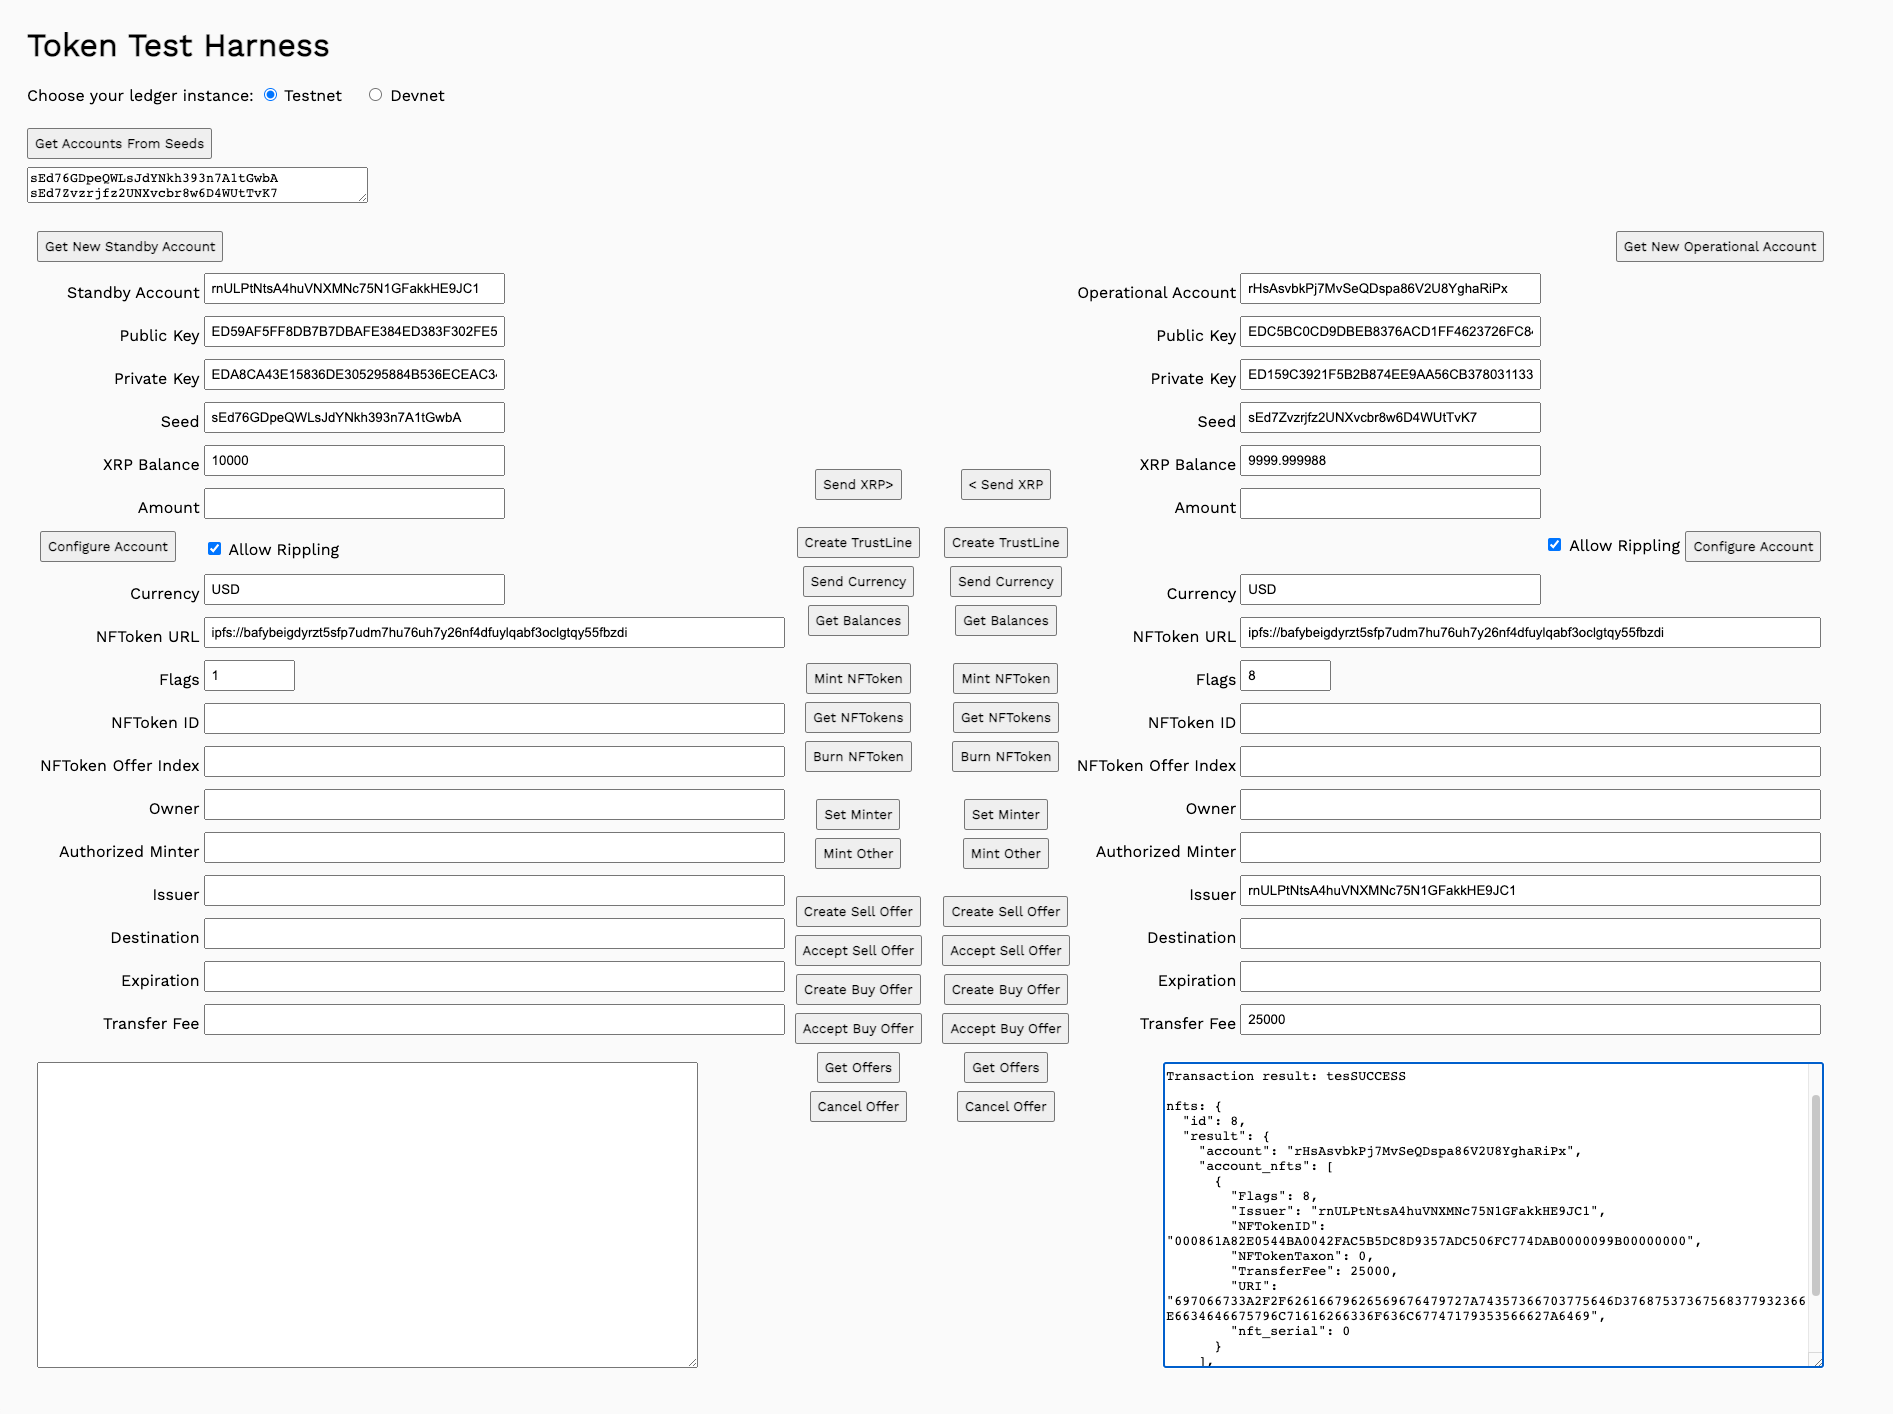 Token Test Harness
Choose your ledger instance: Testnet Devnet
Get Accounts From Seeds
sEd76GDpeQWLsJdYNkh393n7A1tGwbA
sEd7Zvzrjfz2UNXvcbr8w6D4WUtTvK7
Get New Standby Account
Standby Account rnULPtNtsA4huVNXMNc75N1GFakkHE9JC1
Public Key ED59AF5FF8DB7B7DBAFE384ED383F302FE5
Private Key EDA8CA43E15836DE305295884B536ECEAC3
Seed sEd76GDpeQWLsJdYNkh393n7A1tGwbA
XRP Balance 10000
Amount
Configure Account Allow Rippling
Currency USD
NFToken URL ipfs://bafybeigdyrzt5sfp7udm7hu76uh7y26nf4dfuylqabf3oclgtqy55fbzdi
Flags 1
NFToken ID
NFToken Offer Index
Owner
Authorized Minter
Issuer
Destination
Expiration
Transfer Fee
Send XRP> < Send XRP
Create TrustLine Create TrustLine
Send Currency Send Currency
Get Balances Get Balances
Mint NFToken Mint NFToken
Get NFTokens Get NFTokens
Burn NFToken Burn NFToken
Set Minter Set Minter
Mint Other Mint Other
Create Sell Offer Create Sell Offer
Accept Sell Offer Accept Sell Offer
Create Buy Offer Create Buy Offer
Accept Buy Offer Accept Buy Offer
Get Offers Get Offers
Cancel Offer Cancel Offer
Get New Operational Account
Operational Account rHsAsvbkPj7MvSeQDspa86V2U8YghaRiPx
Public Key EDC5BC0CD9DBEB8376ACD1FF4623726FC8
Private Key ED159C3921F5B2B874EE9AA56CB378031133
Seed sEd7Zvzrjfz2UNXvcbr8w6D4WUtTvK7
XRP Balance 9999.999988
Amount
Allow Rippling Configure Account
Currency USD
NFToken URL ipfs://bafybeigdyrzt5sfp7udm7hu76uh7y26nf4dfuylqabf3oclgtqy55fbzdi
Flags 8
NFToken ID
NFToken Offer Index
Owner
Authorized Minter
Issuer rnULPtNtsA4huVNXMNc75N1GFakkHE9JC1
Destination
Expiration
Transfer Fee 25000
Transaction result: tesSUCCESS
nfts: {
"id": 8,
"result": {
"account": "rHsAsvbkPj7MvSeQDspa86V2U8YghaRiPx",
"account_nfts": [
{
"Flags": 8,
"Issuer": "rnULPtNtsA4huVNXMNc75N1GFakkHE9JC1",
"NFTokenID":
"000861A82E0544BA0042FAC5B5DC8D9357ADC506FC774DAB0000099B00000000",
"NFTokenTaxon": 0,
"TransferFee": 25000,
"URI":
"697066733A2F2F62616679626569676479727A74357366703775646D37687537367568377932366
E6634646675796C71616266336F636C67747179353566627A6469",
"nft_serial": 0
}
],